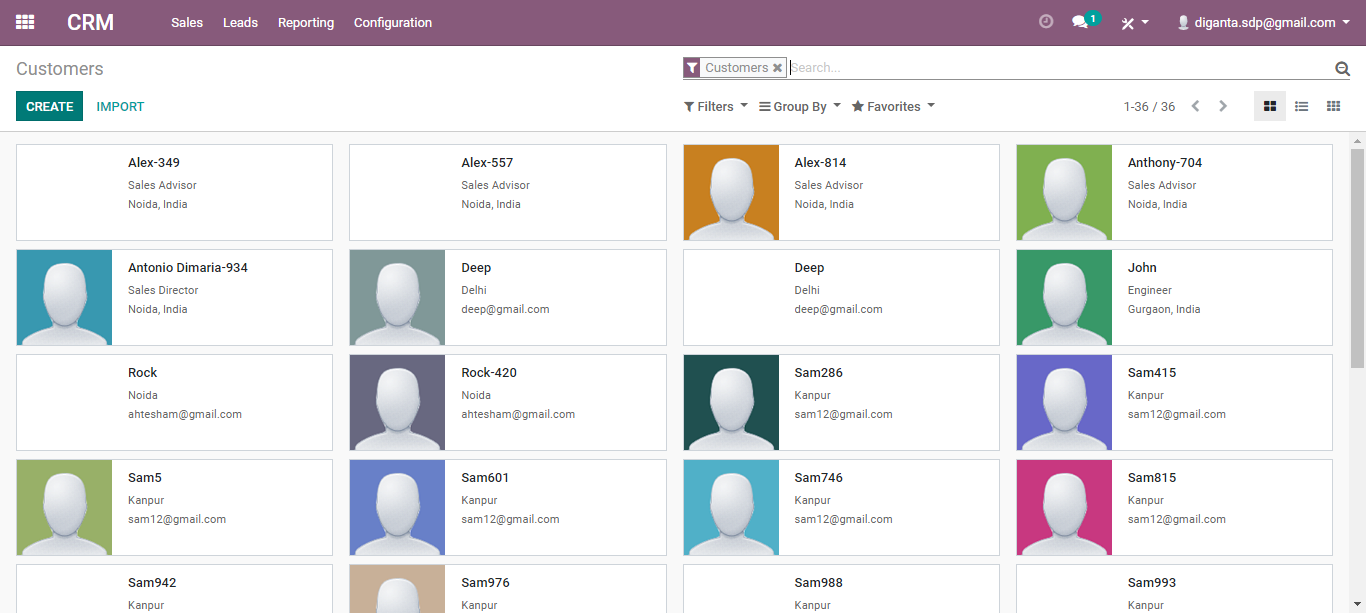 CRM Sales Leads Reporting Configuration 1 diganta.sdp@gmail.com
Customers Customers Search...
CREATE IMPORT Filters Group By Favorites 1-36 / 36
Alex-349
Sales Advisor
Noida, India
Alex-557
Sales Advisor
Noida, India
Alex-814
Sales Advisor
Noida, India
Anthony-704
Sales Advisor
Noida, India
Antonio Dimaria-934
Sales Director
Noida, India
Deep
Delhi
deep@gmail.com
Deep
Delhi
deep@gmail.com
John
Engineer
Gurgaon, India
Rock
Noida
ahtesham@gmail.com
Rock-420
Noida
ahtesham@gmail.com
Sam286
Kanpur
sam12@gmail.com
Sam415
Kanpur
sam12@gmail.com
Sam5
Kanpur
sam12@gmail.com
Sam601
Kanpur
sam12@gmail.com
Sam746
Kanpur
sam12@gmail.com
Sam815
Kanpur
sam12@gmail.com
Sam942
Kanpur
Sam976
Kanpur
Sam988
Kanpur
Sam993
Kanpur